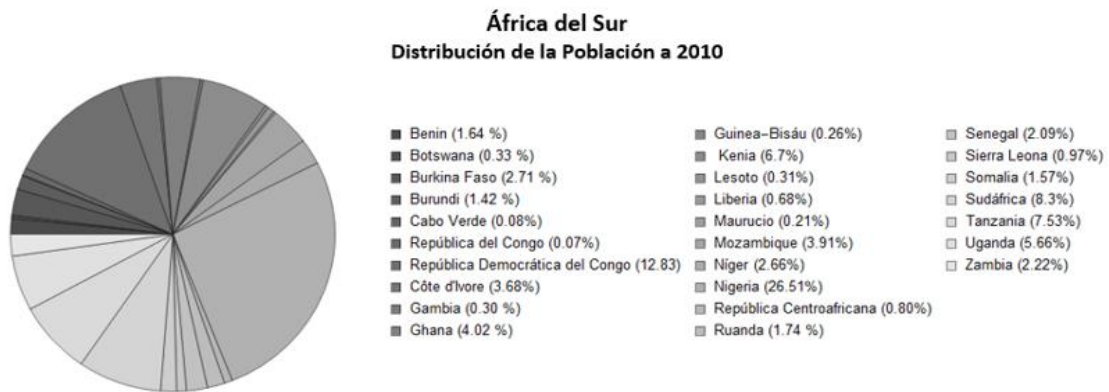 África del Sur
Distribución de la Población a 2010
Benin (1.64 %)
Botswana (0.33 %)
Burkina Faso (2.71 %)
Burundi (1.42 %)
Cabo Verde (0.08%)
República del Congo (0.07%)
República Democrática del Congo (12.83)
Côte d'Ivore (3.68%)
Gambia (0.30 %)
Ghana (4.02 %)
Guinea–Bisáu (0.26%)
Kenia (6.7%)
Lesoto (0.31%)
Liberia (0.68%)
Maurucio (0.21%)
Mozambique (3.91%)
Níger (2.66%)
Nigeria (26.51%)
República Centroafricana (0.80%)
Ruanda (1.74 %)
Senegal (2.09%)
Sierra Leona (0.97%)
Somalia (1.57%)
Sudáfrica (8.3%)
Tanzania (7.53%)
Uganda (5.66%)
Zambia (2.22%)